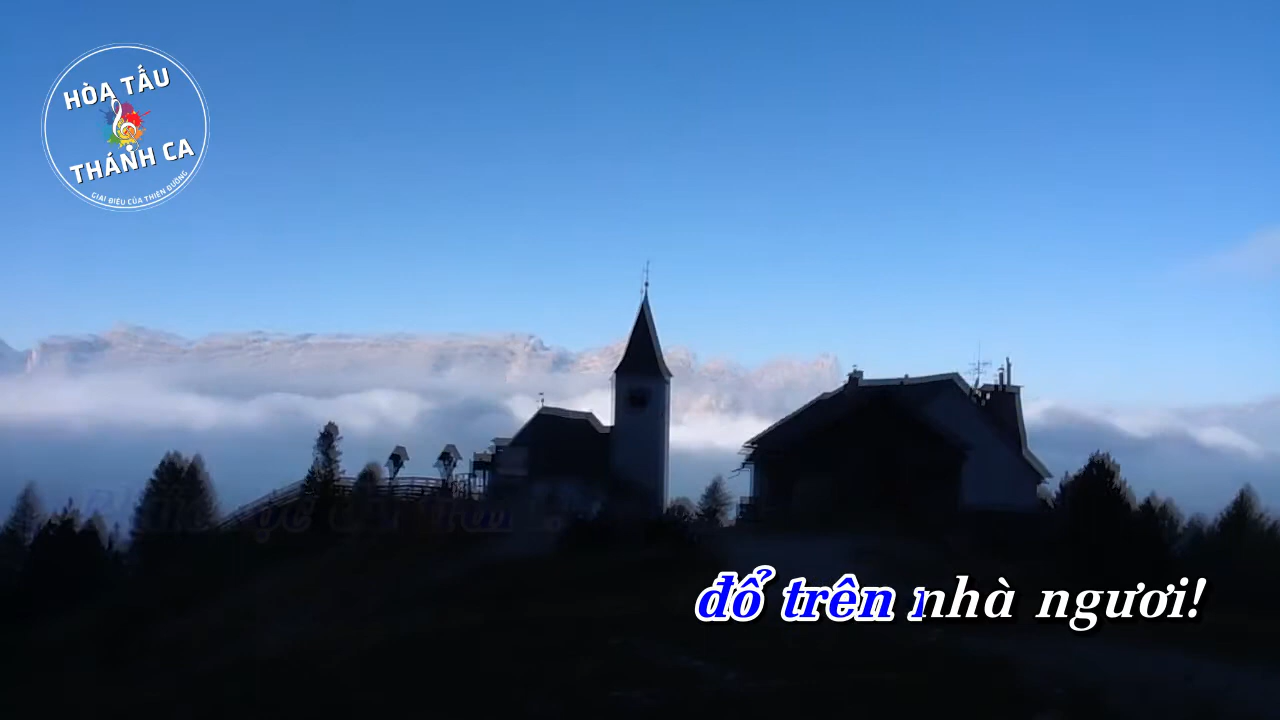 HÒA TẤU
THÁNH CA
GIAI ĐIỆU CỦA THIÊN ĐƯỜNG
đổ trên nhà ngươi!